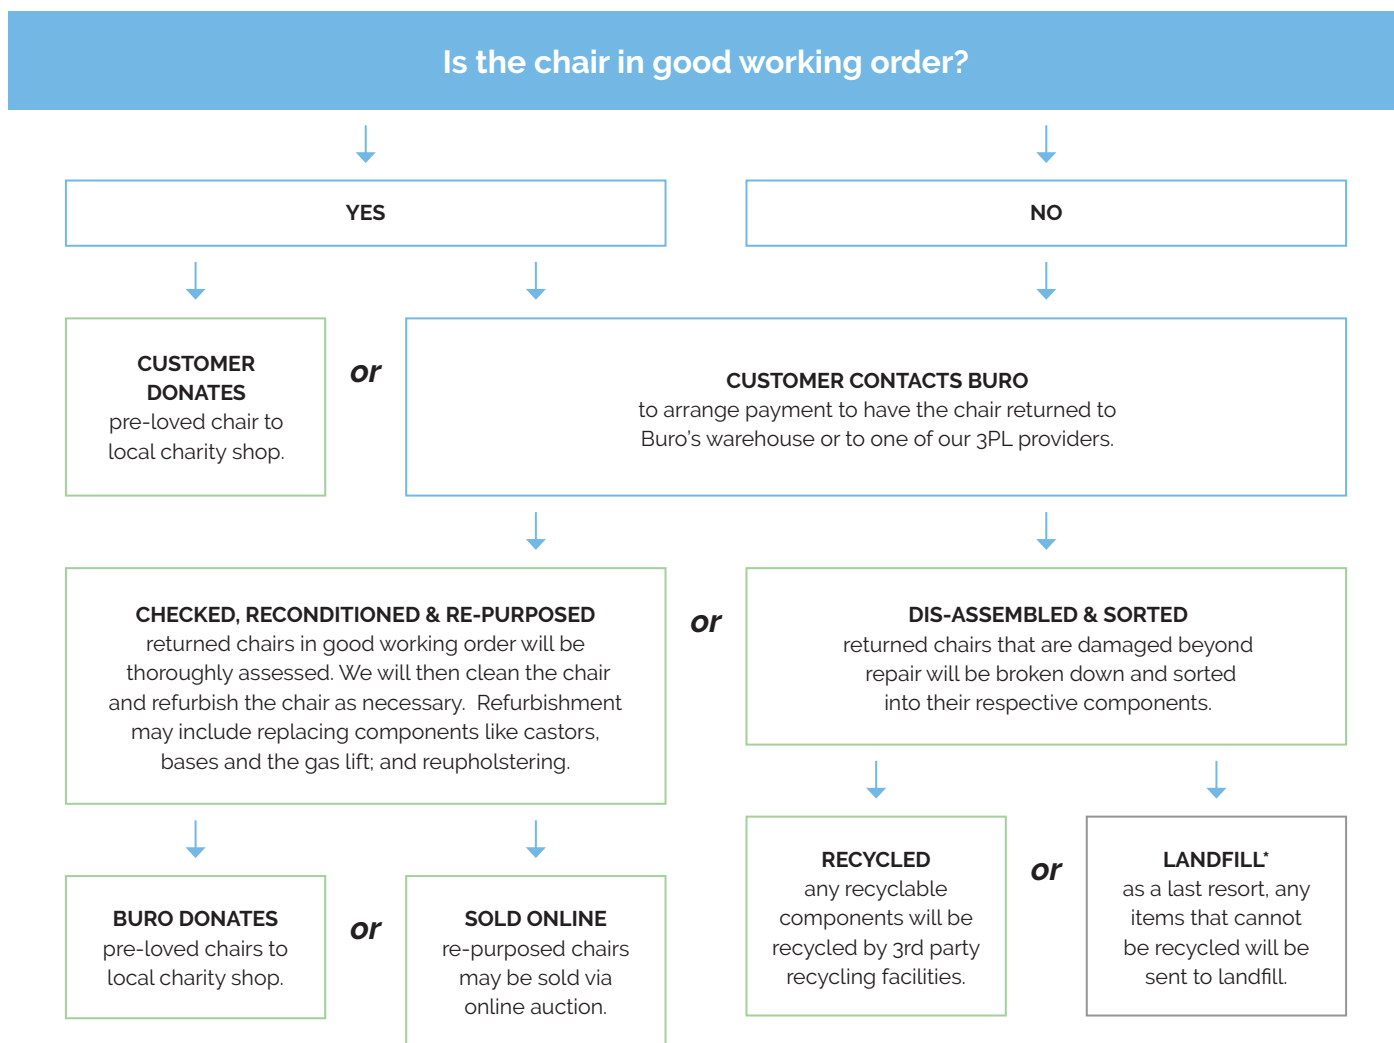 Is the chair in good working order?
YES
NO
CUSTOMER
DONATES
pre-loved chair to
local charity shop.
or
CUSTOMER CONTACTS BURO
to arrange payment to have the chair returned to
Buro's warehouse or to one of our 3PL providers.
CHECKED, RECONDITIONED & RE-PURPOSED
returned chairs in good working order will be
thoroughly assessed. We will then clean the chair
and refurbish the chair as necessary.  Refurbishment
may include replacing components like castors,
bases and the gas lift; and reupholstering.
or
DIS-ASSEMBLED & SORTED
returned chairs that are damaged beyond
repair will be broken down and sorted
into their respective components.
BURO DONATES
pre-loved chairs to
local charity shop.
or
SOLD ONLINE
re-purposed chairs
may be sold via
online auction.
RECYCLED
any recyclable
components will be
recycled by 3rd party
recycling facilities.
or
LANDFILL*
as a last resort, any
items that cannot
be recycled will be
sent to landfill.